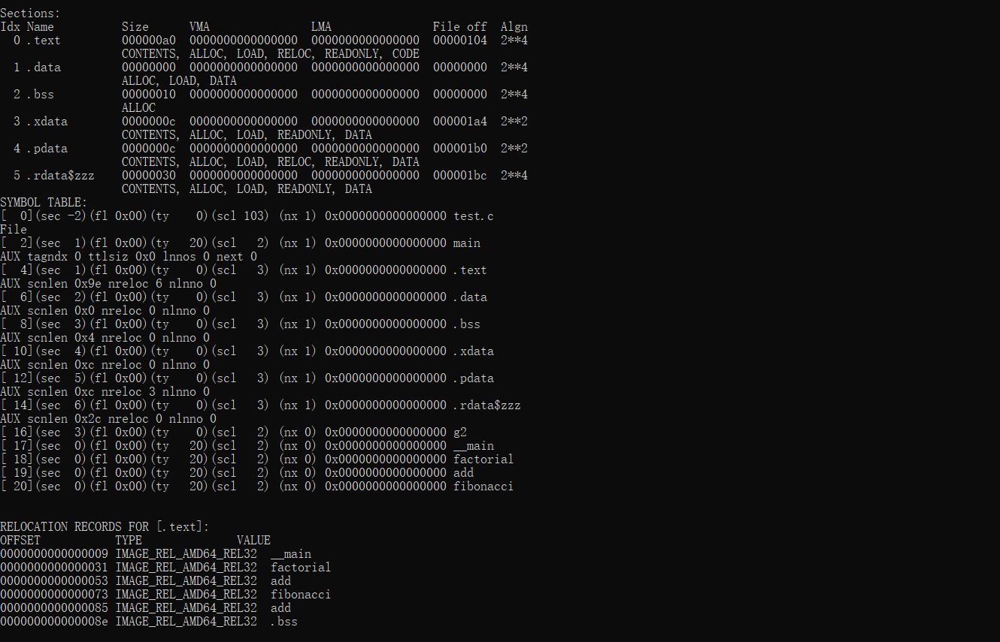 Sections:
Idx Name          Size      VMA               LMA               File off  Algn
  0 .text         000000a0  0000000000000000  0000000000000000  00000104  2**4
                  CONTENTS, ALLOC, LOAD, RELOC, READONLY, CODE
  1 .data         00000000  0000000000000000  0000000000000000  00000000  2**4
                  ALLOC, LOAD, DATA
  2 .bss          00000010  0000000000000000  0000000000000000  00000000  2**4
                  ALLOC
  3 .xdata        0000000c  0000000000000000  0000000000000000  000001a4  2**2
                  CONTENTS, ALLOC, LOAD, READONLY, DATA
  4 .pdata        0000000c  0000000000000000  0000000000000000  000001b0  2**2
                  CONTENTS, ALLOC, LOAD, RELOC, READONLY, DATA
  5 .rdata$zzz    00000030  0000000000000000  0000000000000000  000001bc  2**4
                  CONTENTS, ALLOC, LOAD, READONLY, DATA
SYMBOL TABLE:
[  0](sec -2)(fl 0x00)(ty   0)(scl 103) (nx 1) 0x0000000000000000 test.c
File
[  2](sec  1)(fl 0x00)(ty  20)(scl   2) (nx 1) 0x0000000000000000 main
AUX tagndx 0 ttlsiz 0x0 lnnos 0 next 0
[  4](sec  1)(fl 0x00)(ty   0)(scl   3) (nx 1) 0x0000000000000000 .text
AUX scnlen 0x9e nreloc 6 nlnno 0
[  6](sec  2)(fl 0x00)(ty   0)(scl   3) (nx 1) 0x0000000000000000 .data
AUX scnlen 0x0 nreloc 0 nlnno 0
[  8](sec  3)(fl 0x00)(ty   0)(scl   3) (nx 1) 0x0000000000000000 .bss
AUX scnlen 0x4 nreloc 0 nlnno 0
[ 10](sec  4)(fl 0x00)(ty   0)(scl   3) (nx 1) 0x0000000000000000 .xdata
AUX scnlen 0xc nreloc 0 nlnno 0
[ 12](sec  5)(fl 0x00)(ty   0)(scl   3) (nx 1) 0x0000000000000000 .pdata
AUX scnlen 0xc nreloc 3 nlnno 0
[ 14](sec  6)(fl 0x00)(ty   0)(scl   3) (nx 1) 0x0000000000000000 .rdata$zzz
AUX scnlen 0x2c nreloc 0 nlnno 0
[ 16](sec  3)(fl 0x00)(ty   0)(scl   2) (nx 0) 0x0000000000000000 g2
[ 17](sec  0)(fl 0x00)(ty  20)(scl   2) (nx 0) 0x0000000000000000 __main
[ 18](sec  0)(fl 0x00)(ty  20)(scl   2) (nx 0) 0x0000000000000000 factorial
[ 19](sec  0)(fl 0x00)(ty  20)(scl   2) (nx 0) 0x0000000000000000 add
[ 20](sec  0)(fl 0x00)(ty  20)(scl   2) (nx 0) 0x0000000000000000 fibonacci
RELOCATION RECORDS FOR [.text]:
OFFSET           TYPE              VALUE
0000000000000009 IMAGE_REL_AMD64_REL32  __main
0000000000000031 IMAGE_REL_AMD64_REL32  factorial
0000000000000053 IMAGE_REL_AMD64_REL32  add
0000000000000073 IMAGE_REL_AMD64_REL32  fibonacci
0000000000000085 IMAGE_REL_AMD64_REL32  add
000000000000008e IMAGE_REL_AMD64_REL32  .bss